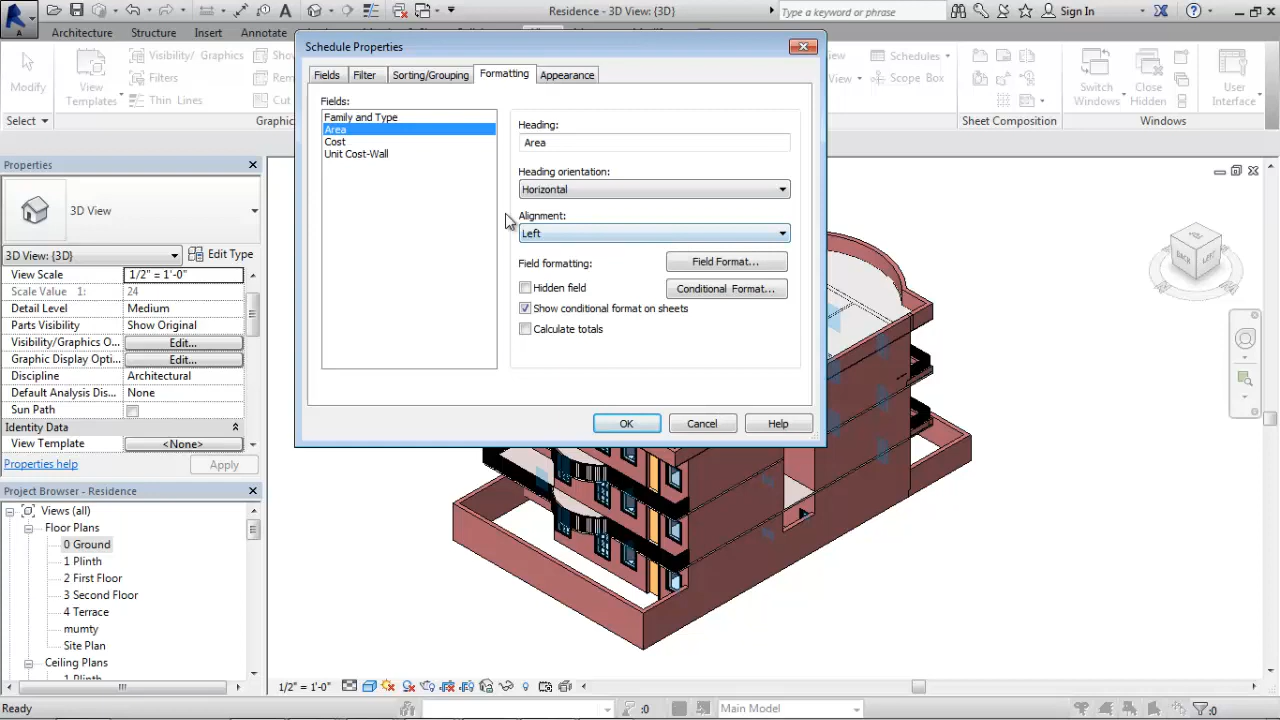 Residence - 3D View: {3D}
Type a keyword or phrase
Sign In
Architecture
Structure
Insert
Annotate
Modify
View
Templates
Visibility/ Graphics
Filters
Thin Lines
Select
Schedules
Scope Box
Sheet Composition
Switch
Windows
Close
Hidden
User
Interface
Windows
Schedule Properties
Fields
Filter
Sorting/Grouping
Formatting
Appearance
Fields:
Family and Type
Area
Cost
Unit Cost-Wall
Heading:
Area
Heading orientation:
Horizontal
Alignment:
Left
Field formatting:
Field Format...
Hidden field
Conditional Format...
Show conditional format on sheets
Calculate totals
OK
Cancel
Help
Properties
3D View
3D View: {3D}
Edit Type
View Scale
1/2" = 1'-0"
Scale Value 1:
24
Detail Level
Medium
Parts Visibility
Show Original
Visibility/Graphics O...
Edit...
Graphic Display Opti...
Edit...
Discipline
Architectural
Default Analysis Dis...
None
Sun Path
Identity Data
View Template
<None>
Properties help
Apply
Project Browser - Residence
Views (all)
Floor Plans
0 Ground
1 Plinth
2 First Floor
3 Second Floor
4 Terrace
mumty
Site Plan
Ceiling Plans
1/2" = 1'-0"
BACK
LEFT
Ready
:0
Main Model
:0